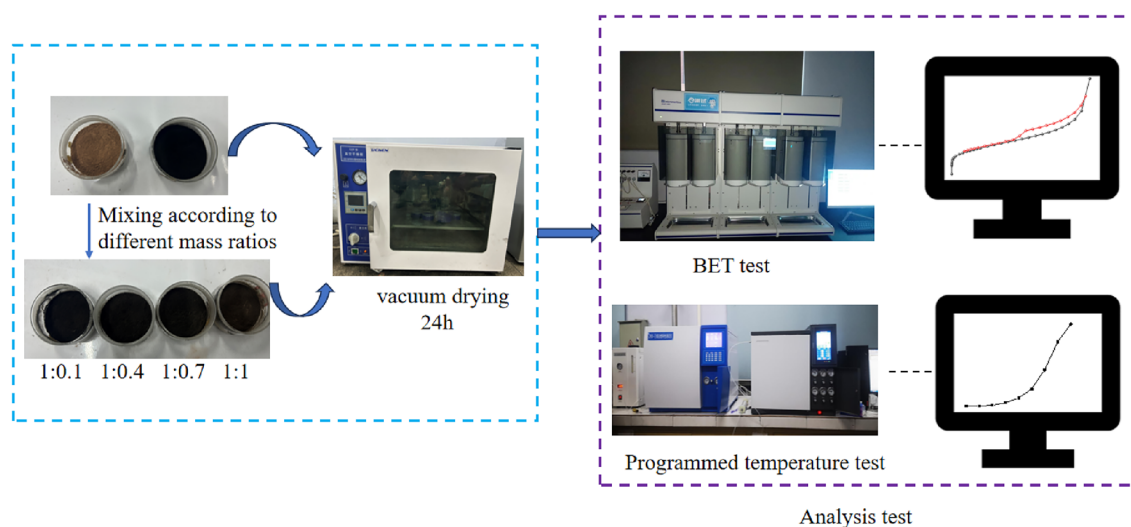 Mixing according to
different mass ratios
1:0.1 1:0.4 1:0.7 1:1
vacuum drying
24h
BET test
Programmed temperature test
Analysis test